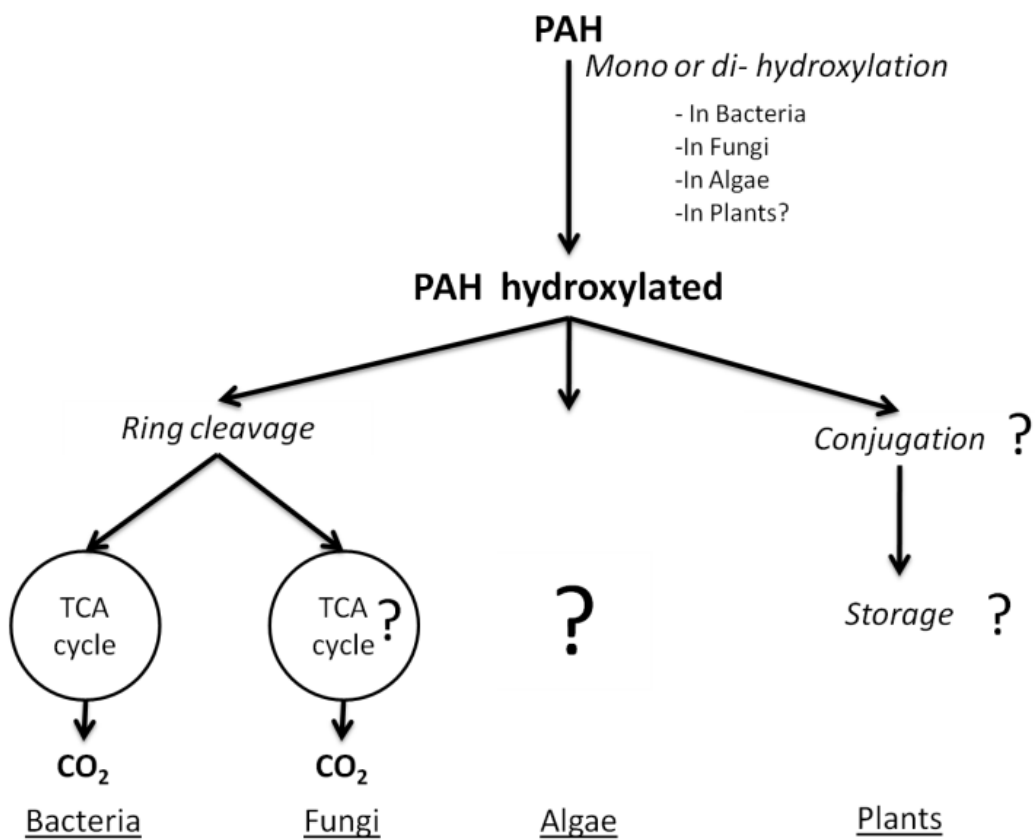 PAH
Mono or di- hydroxylation
- In Bacteria
-In Fungi
-In Algae
-In Plants?
PAH hydroxylated
Ring cleavage
Conjugation ?
TCA
cycle
TCA ?
cycle
?
Storage ?
CO₂
CO₂
Bacteria
Fungi
Algae
Plants